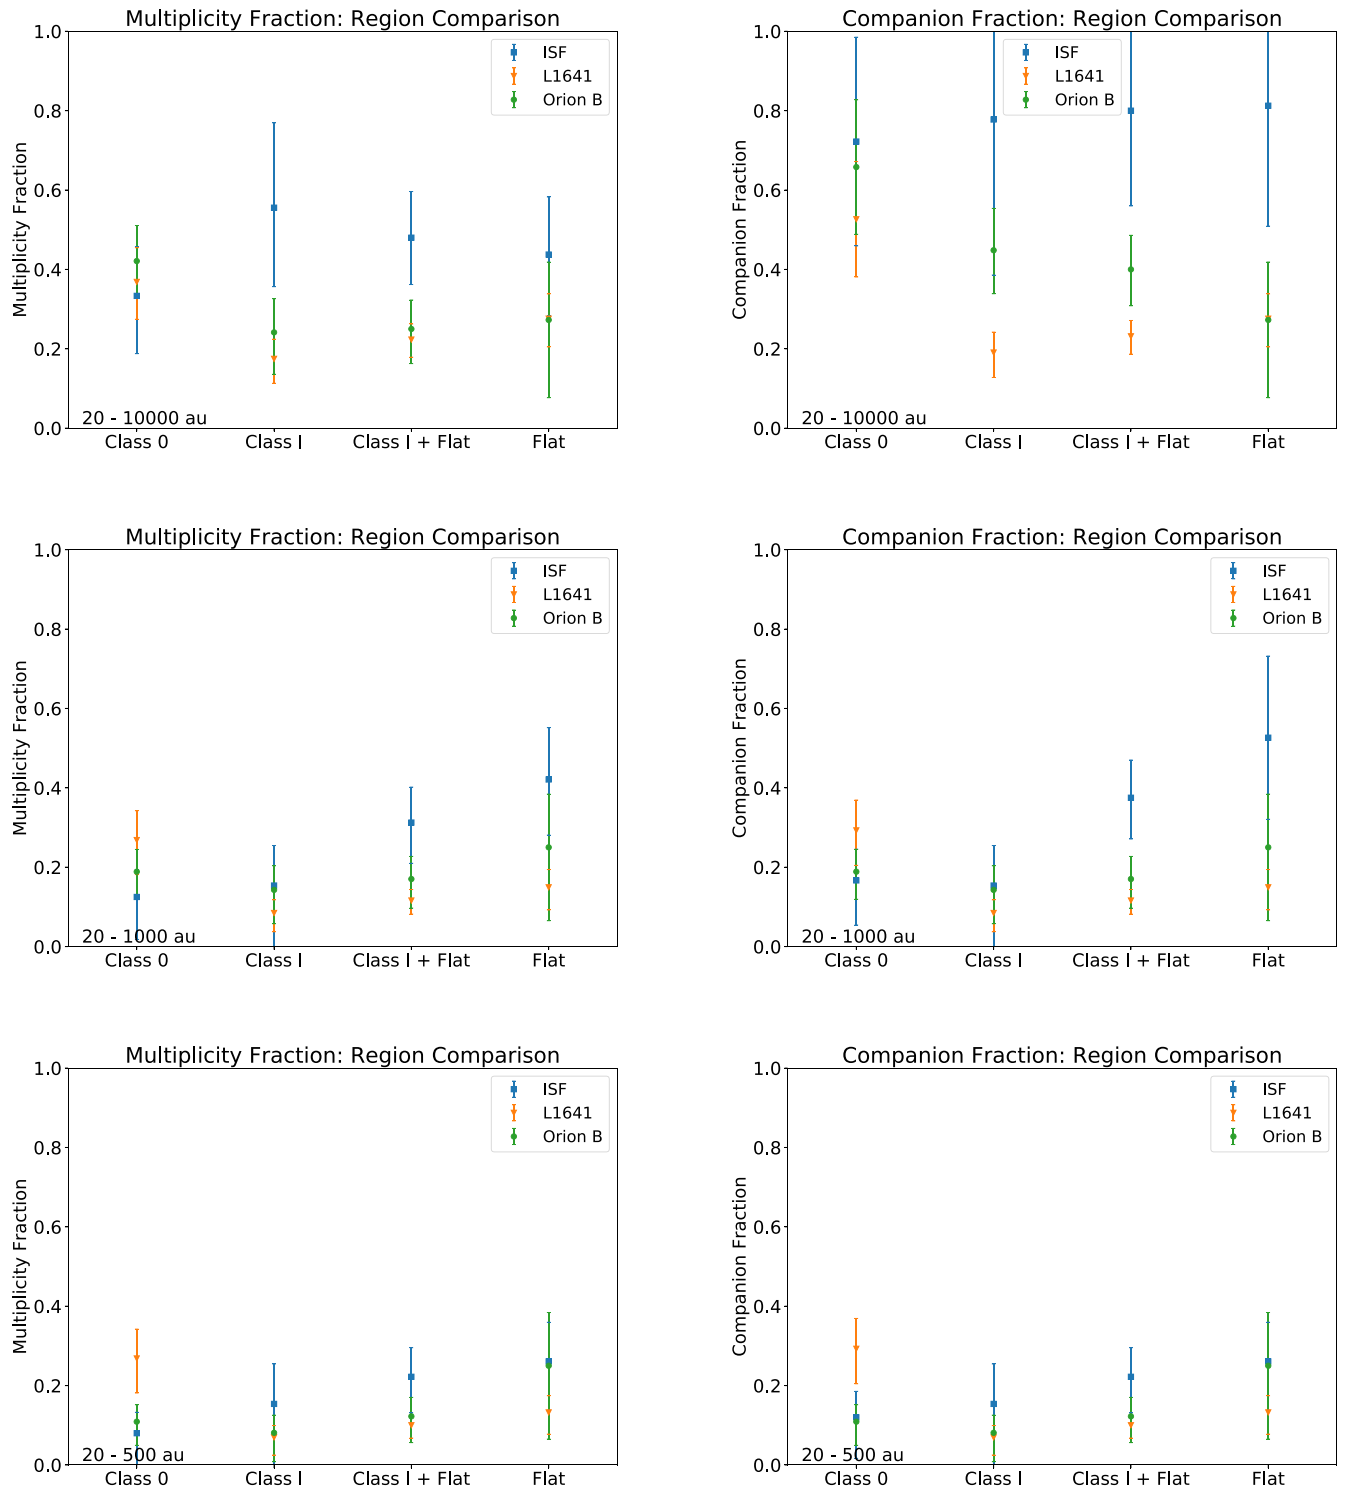 Multiplicity Fraction: Region Comparison
1.0
0.8
0.6
0.4
0.2
0.0
Multiplicity Fraction
ISF
L1641
Orion B
20 - 10000 au
Class 0 Class I Class I + Flat Flat
Companion Fraction: Region Comparison
1.0
0.8
0.6
0.4
0.2
0.0
Companion Fraction
ISF
L1641
Orion B
20 - 10000 au
Class 0 Class I Class I + Flat Flat
Multiplicity Fraction: Region Comparison
1.0
0.8
0.6
0.4
0.2
0.0
Multiplicity Fraction
ISF
L1641
Orion B
20 - 1000 au
Class 0 Class I Class I + Flat Flat
Companion Fraction: Region Comparison
1.0
0.8
0.6
0.4
0.2
0.0
Companion Fraction
ISF
L1641
Orion B
20 - 1000 au
Class 0 Class I Class I + Flat Flat
Multiplicity Fraction: Region Comparison
1.0
0.8
0.6
0.4
0.2
0.0
Multiplicity Fraction
ISF
L1641
Orion B
20 - 500 au
Class 0 Class I Class I + Flat Flat
Companion Fraction: Region Comparison
1.0
0.8
0.6
0.4
0.2
0.0
Companion Fraction
ISF
L1641
Orion B
20 - 500 au
Class 0 Class I Class I + Flat Flat